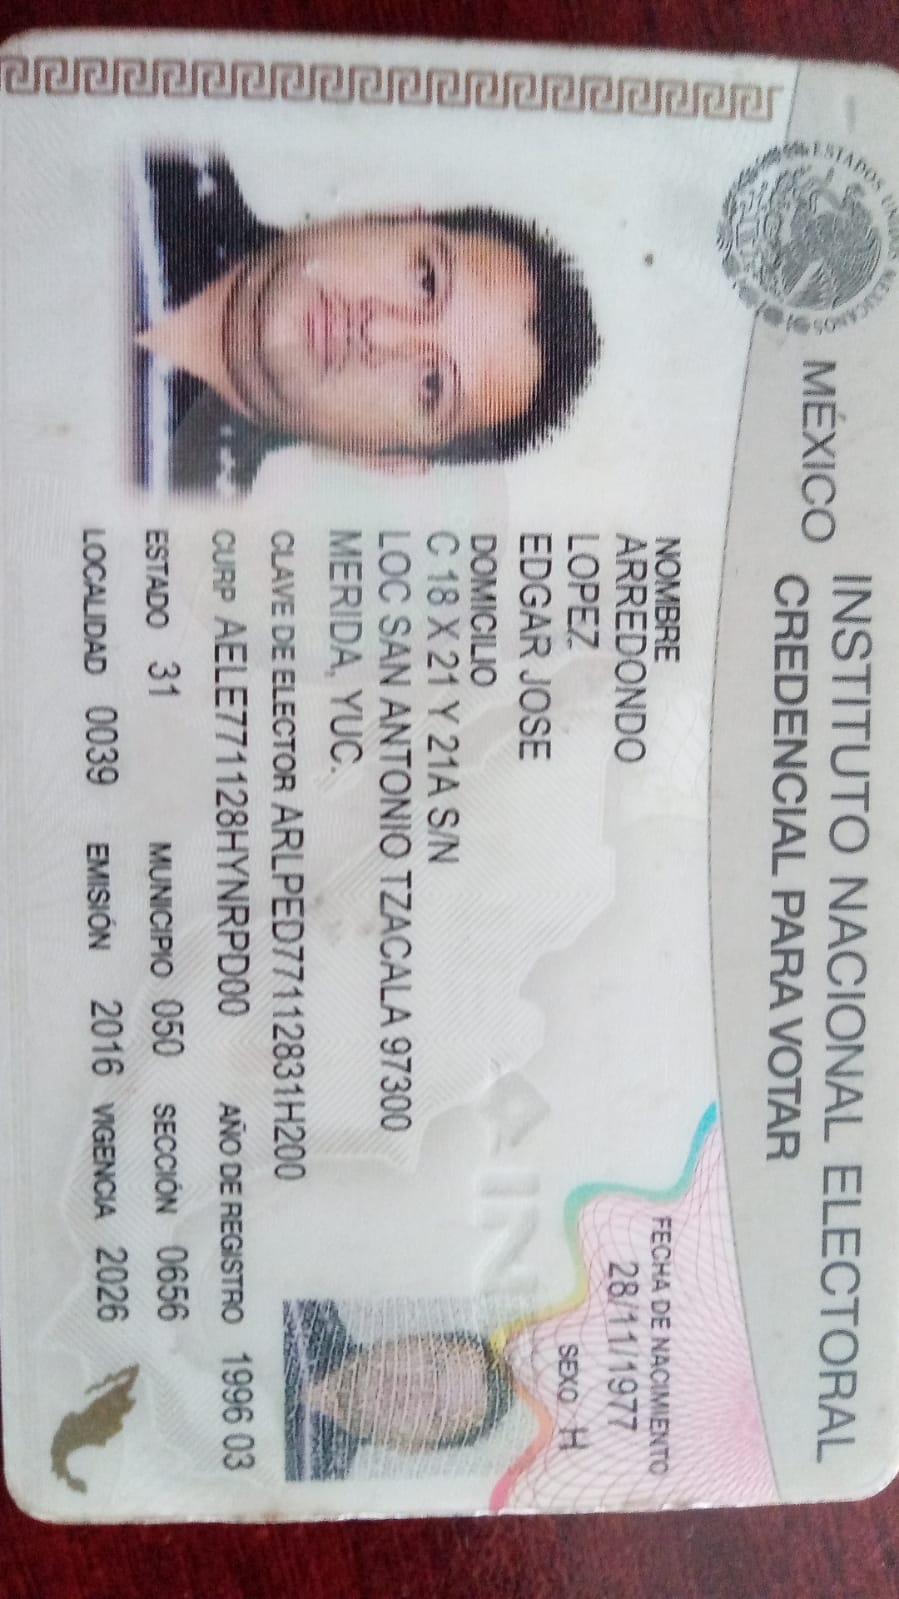 ESTADOS UNIDOS MEXICANOS
MÉXICO
INSTITUTO NACIONAL ELECTORAL
CREDENCIAL PARA VOTAR
NOMBRE
ARREDONDO
LOPEZ
EDGAR JOSE
FECHA DE NACIMIENTO
28/11/1977
SEXO H
DOMICILIO
C 18 X 21 Y 21A S/N
LOC SAN ANTONIO TZACALA 97300
MERIDA, YUC.
CLAVE DE ELECTOR ARLPED77112831H200
CURP AELE771128HYNRPD00 AÑO DE REGISTRO 1996 03
ESTADO 31 MUNICIPIO 050 SECCIÓN 0656
LOCALIDAD 0039 EMISIÓN 2016 VIGENCIA 2026